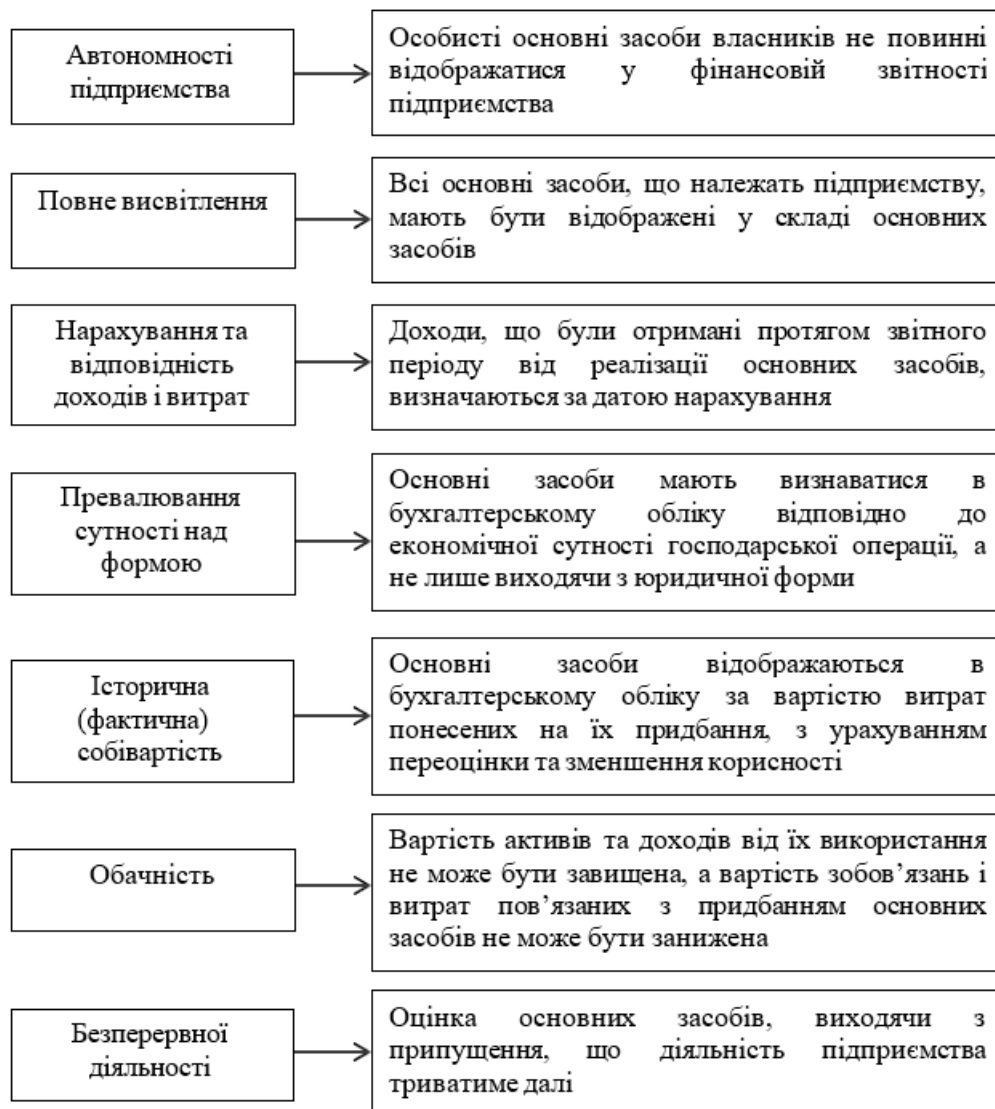 Автономності
підприємства
Особисті основні засоби власників не повинні
відображатися у фінансовій звітності
підприємства
Повне висвітлення
Всі основні засоби, що належать підприємству,
мають бути відображені у складі основних
засобів
Нарахування та
відповідність
доходів і витрат
Доходи, що були отримані протягом звітного
періоду від реалізації основних засобів,
визначаються за датою нарахування
Превалювання
сутності над
формою
Основні засоби мають визнаватися в
бухгалтерському обліку відповідно до
економічної сутності господарської операції, а
не лише виходячи з юридичної форми
Історична
(фактична)
собівартість
Основні засоби відображаються в
бухгалтерському обліку за вартістю витрат
понесених на їх придбання, з урахуванням
переоцінки та зменшення корисності
Обачність
Вартість активів та доходів від їх використання
не може бути завищена, а вартість зобов’язань і
витрат пов’язаних з придбанням основних
засобів не може бути занижена
Безперервної
діяльності
Оцінка основних засобів, виходячи з
припущення, що діяльність підприємства
триватиме далі